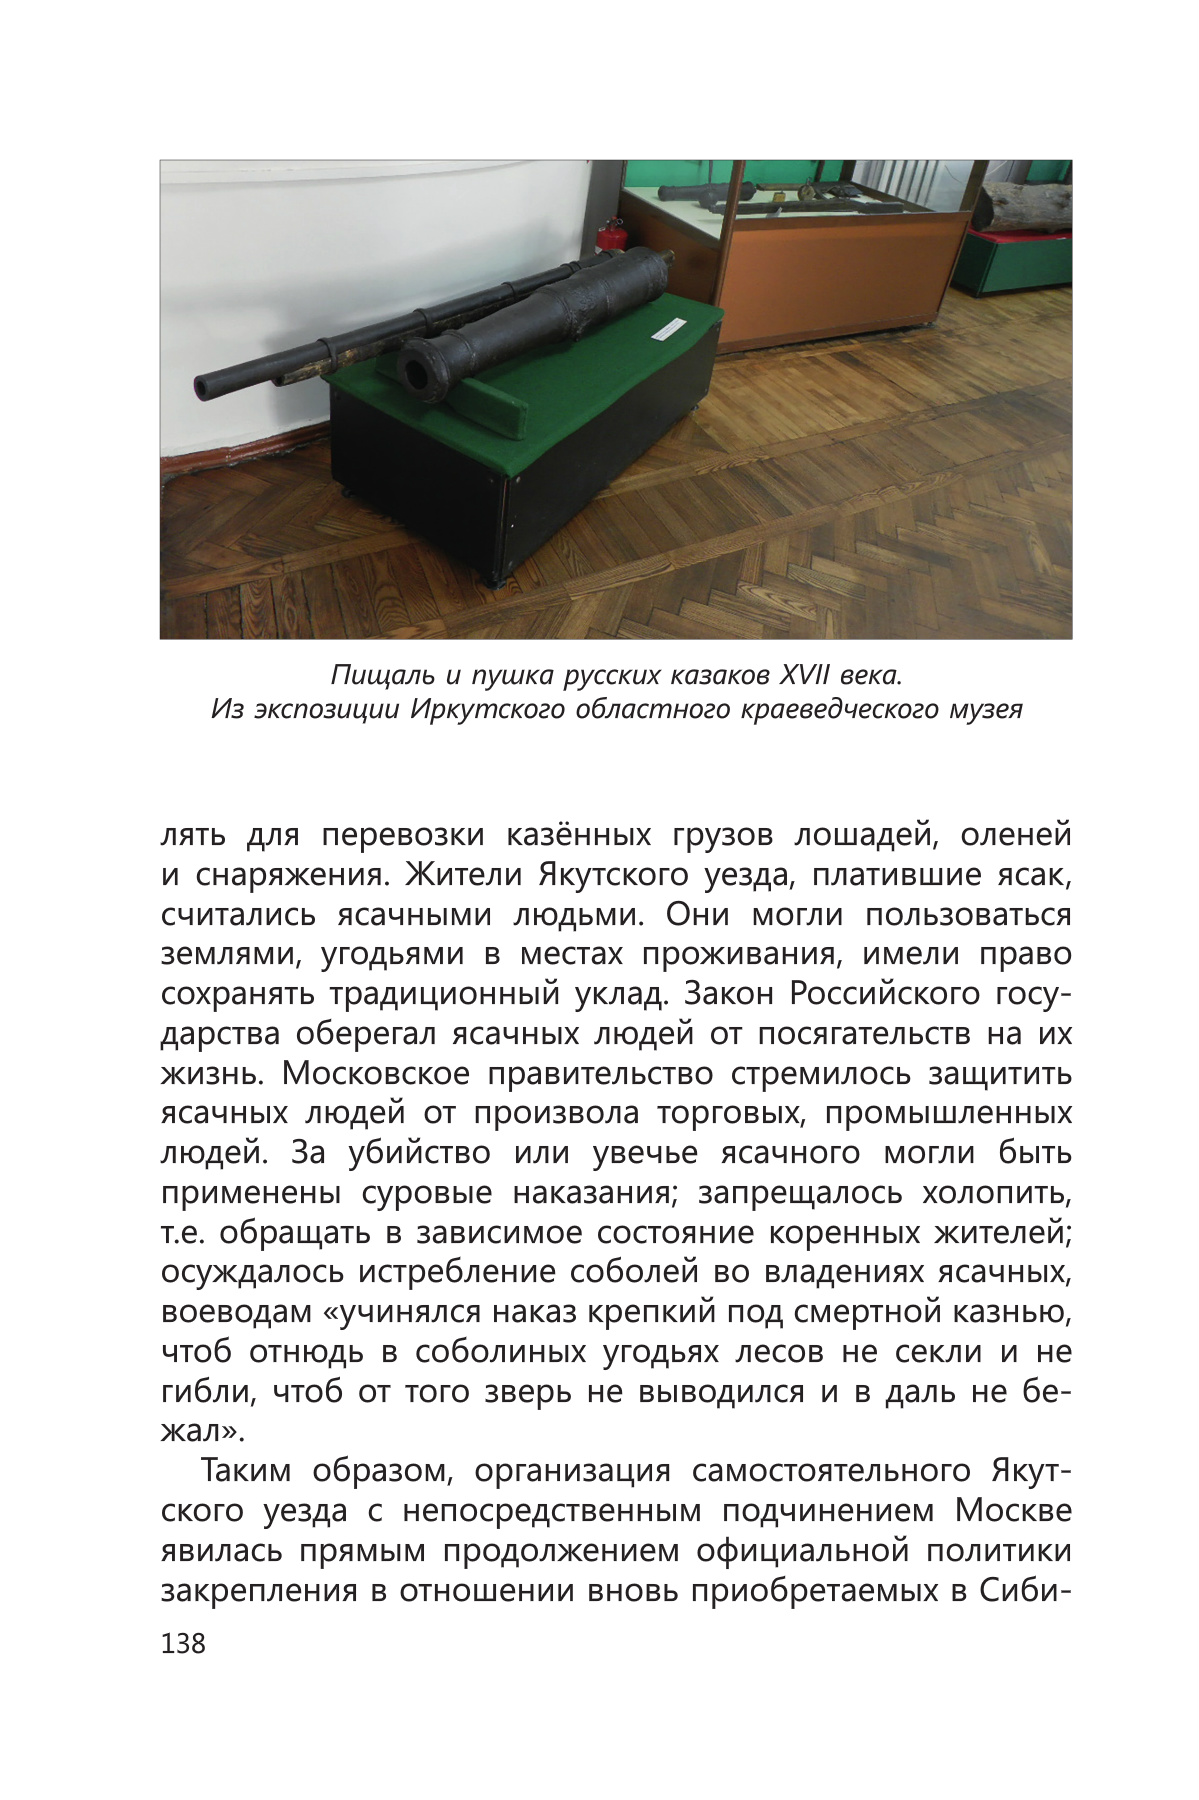 Пищаль и пушка русских казаков XVII века.
Из экспозиции Иркутского областного краеведческого музея
лять для перевозки казённых грузов лошадей, оленей
и снаряжения. Жители Якутского уезда, платившие ясак,
считались ясачными людьми. Они могли пользоваться
землями, угодьями в местах проживания, имели право
сохранять традиционный уклад. Закон Российского госу-
дарства оберегал ясачных людей от посягательств на их
жизнь. Московское правительство стремилось защитить
ясачных людей от произвола торговых, промышленных
людей. За убийство или увечье ясачного могли быть
применены суровые наказания; запрещалось холопить,
т.е. обращать в зависимое состояние коренных жителей;
осуждалось истребление соболей во владениях ясачных,
воеводам «учинялся наказ крепкий под смертной казнью,
чтоб отнюдь в соболиных угодьях лесов не секли и не
гибли, чтоб от того зверь не выводился и в даль не бе-
жал».
Таким образом, организация самостоятельного Якут-
ского уезда с непосредственным подчинением Москве
явилась прямым продолжением официальной политики
закрепления в отношении вновь приобретаемых в Сиби-
138